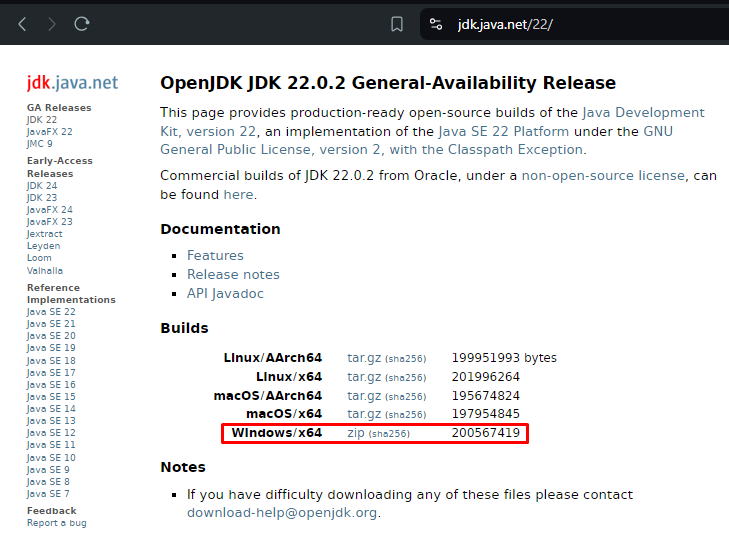 jdk.java.net/22/
jdk.java.net
GA Releases
JDK 22
JavaFX 22
JMC 9
Early-Access
Releases
JDK 24
JDK 23
JavaFX 24
JavaFX 23
Jextract
Leyden
Loom
Valhalla
Reference
Implementations
Java SE 22
Java SE 21
Java SE 20
Java SE 19
Java SE 18
Java SE 17
Java SE 16
Java SE 15
Java SE 14
Java SE 13
Java SE 12
Java SE 11
Java SE 10
Java SE 9
Java SE 8
Java SE 7
Feedback
Report a bug
OpenJDK JDK 22.0.2 General-Availability Release
This page provides production-ready open-source builds of the Java Development
Kit, version 22, an implementation of the Java SE 22 Platform under the GNU
General Public License, version 2, with the Classpath Exception.
Commercial builds of JDK 22.0.2 from Oracle, under a non-open-source license, can
be found here.
Documentation
Features
Release notes
API Javadoc
Builds
Linux/AArch64 tar.gz (sha256) 199951993 bytes
Linux/x64 tar.gz (sha256) 201996264
macOS/AArch64 tar.gz (sha256) 195674824
macOS/x64 tar.gz (sha256) 197954845
Windows/x64 zip (sha256) 200567419
Notes
If you have difficulty downloading any of these files please contact
download-help@openjdk.org.